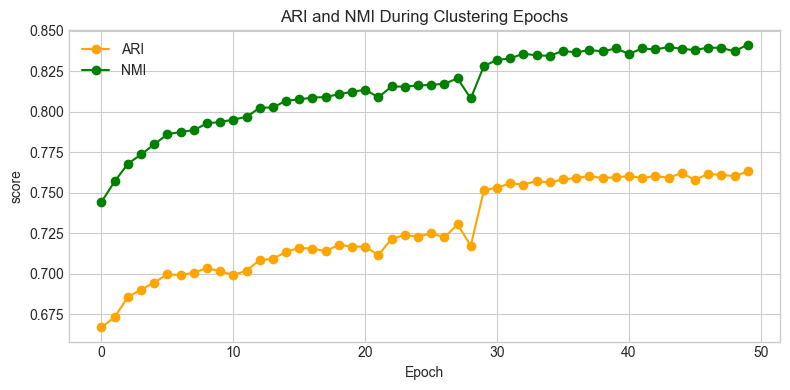 ARI and NMI During Clustering Epochs
ARI
NMI
score
0.850
0.825
0.800
0.775
0.750
0.725
0.700
0.675
0 10 20 30 40 50
Epoch